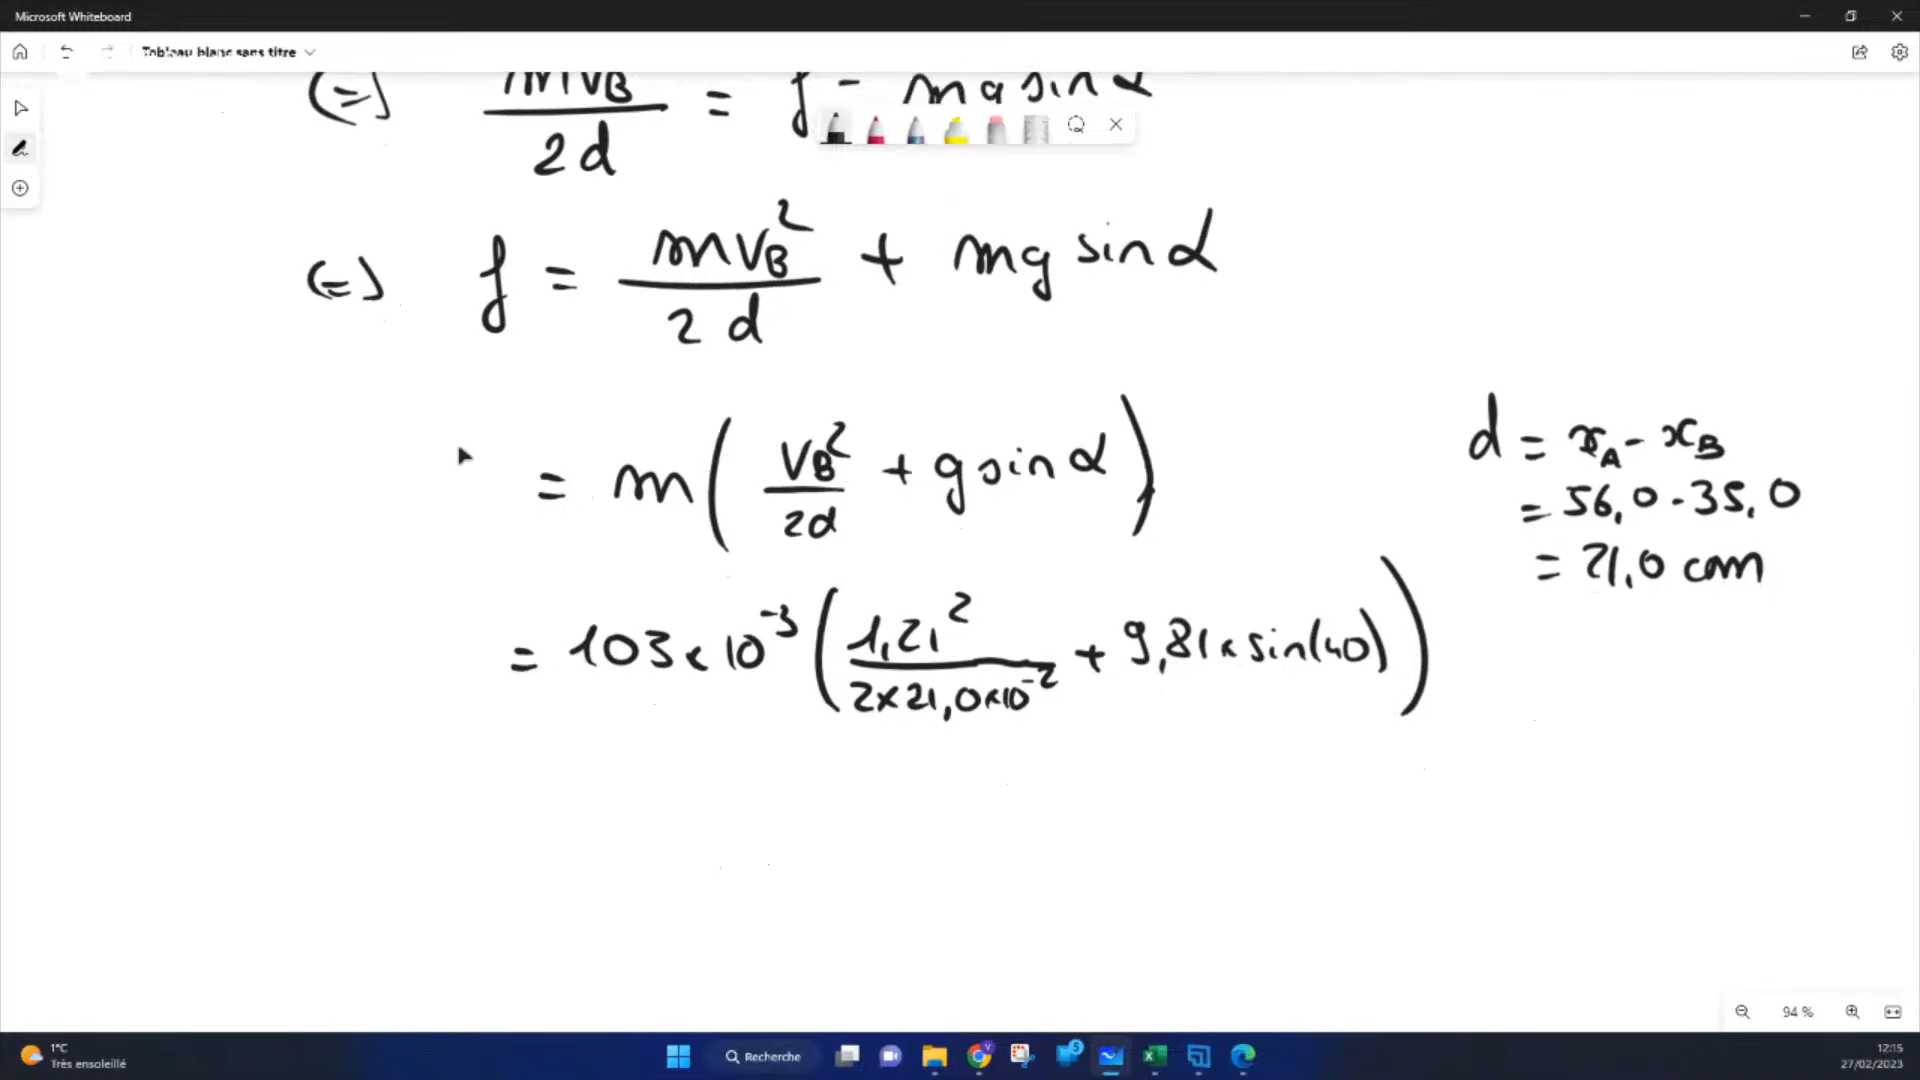 Microsoft Whiteboard
Tableau blanc sans titre
(=) mvB / 2d = f - mg sin α
(=) f = mvB² / 2 d + mg sin α
= m ( vB² / 2d + g sin α )
d = xA - xB
= 56,0 - 35,0
= 21,0 cm
= 103 × 10⁻³ ( 1,21² / 2×21,0×10⁻² + 9,81 × sin(40) )
94 %
1°C
Très ensoleillé
Recherche
5
12:15
27/02/2023